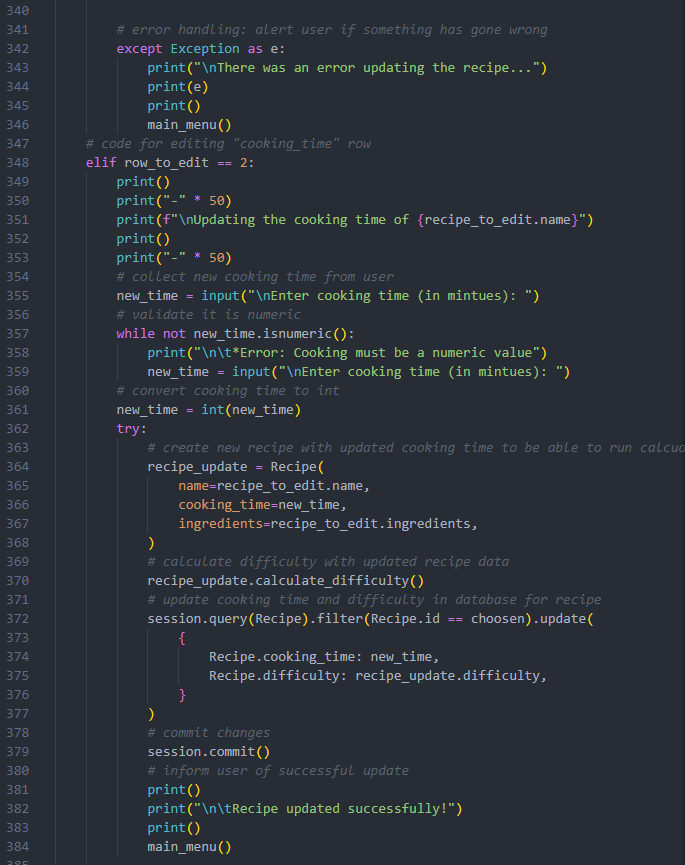 340
341 # error handling: alert user if something has gone wrong
342 except Exception as e:
343 print("\nThere was an error updating the recipe...")
344 print(e)
345 print()
346 main_menu()
347 # code for editing "cooking_time" row
348 elif row_to_edit == 2:
349 print()
350 print("-" * 50)
351 print(f"\nUpdating the cooking time of {recipe_to_edit.name}")
352 print()
353 print("-" * 50)
354 # collect new cooking time from user
355 new_time = input("\nEnter cooking time (in mintues): ")
356 # validate it is numeric
357 while not new_time.isnumeric():
358 print("\n\t*Error: Cooking must be a numeric value")
359 new_time = input("\nEnter cooking time (in mintues): ")
360 # convert cooking time to int
361 new_time = int(new_time)
362 try:
363 # create new recipe with updated cooking time to be able to run
364 recipe_update = Recipe(
365 name=recipe_to_edit.name,
366 cooking_time=new_time,
367 ingredients=recipe_to_edit.ingredients,
368 )
369 # calculate difficulty with updated recipe data
370 recipe_update.calculate_difficulty()
371 # update cooking time and difficulty in database for recipe
372 session.query(Recipe).filter(Recipe.id == choosen).update(
373 {
374 Recipe.cooking_time: new_time,
375 Recipe.difficulty: recipe_update.difficulty,
376 }
377 )
378 # commit changes
379 session.commit()
380 # inform user of successful update
381 print()
382 print("\n\tRecipe updated successfully!")
383 print()
384 main_menu()